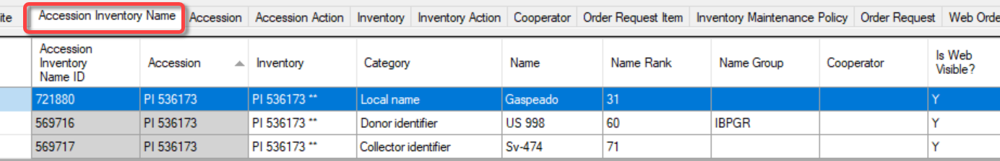 ite Accession Inventory Name Accession Accession Action Inventory Inventory Action Cooperator Order Request Item Inventory Maintenance Policy Order Request Web Orde
Accession Inventory Name ID Accession Inventory Category Name Name Rank Name Group Cooperator Is Web Visible?
721880 PI 536173 PI 536173 ** Local name Gaspeado 31 Y
569716 PI 536173 PI 536173 ** Donor identifier US 998 60 IBPGR Y
569717 PI 536173 PI 536173 ** Collector identifier Sv-474 71 Y